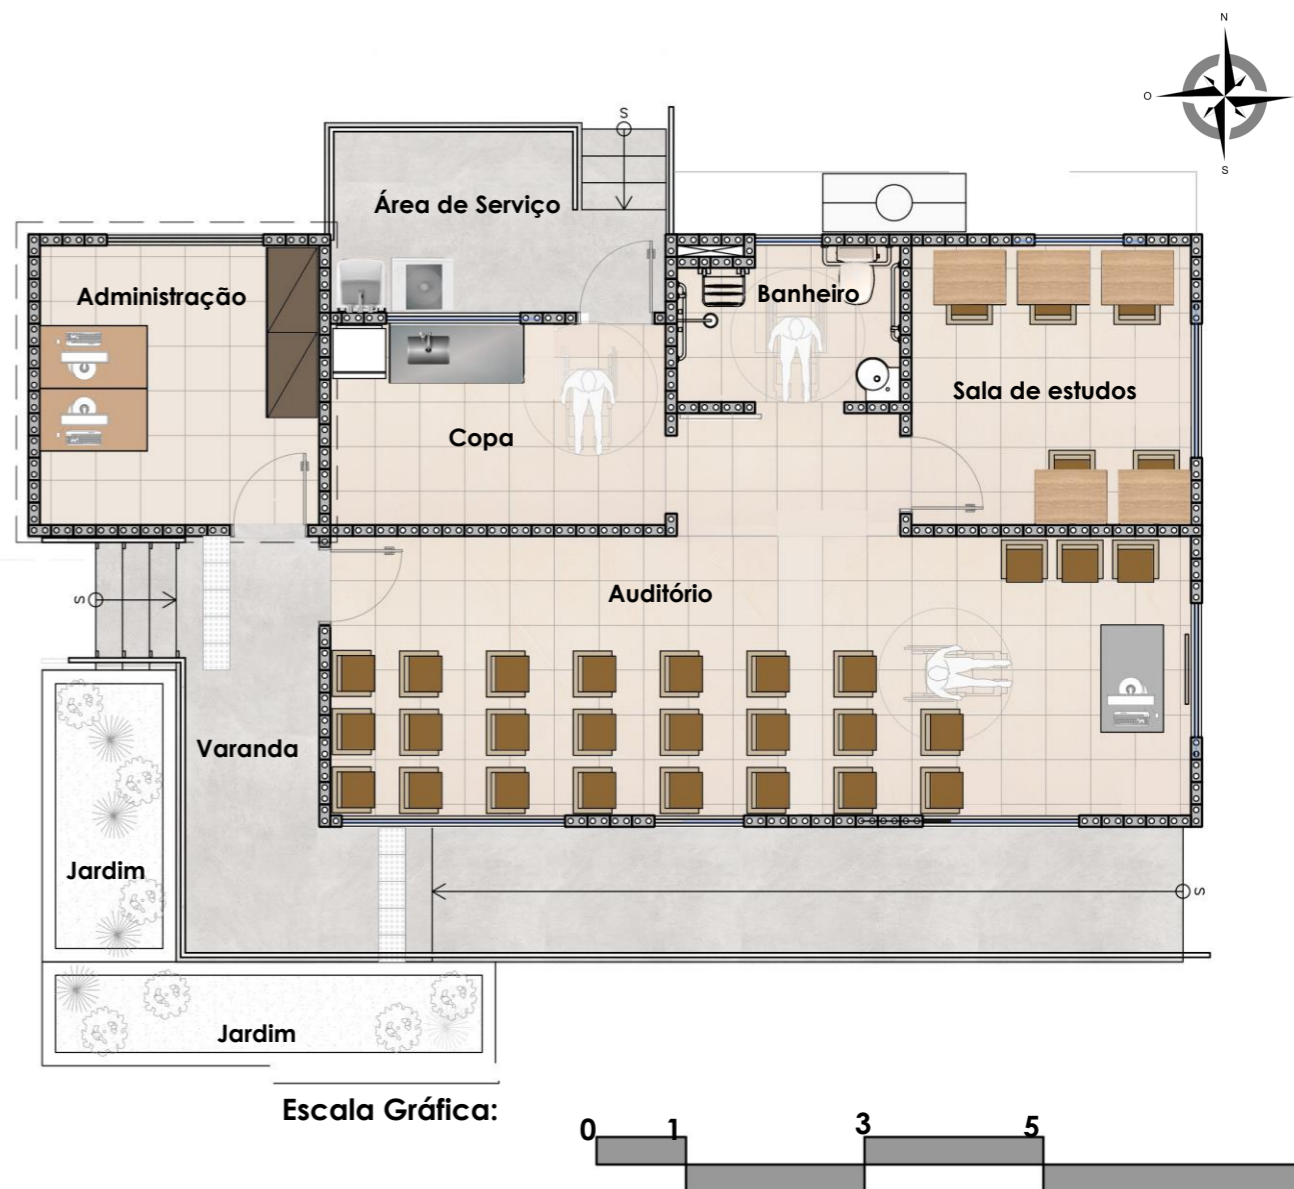 N
O
S
S
Área de Serviço
Administração
Banheiro
Sala de estudos
Copa
S
Auditório
Varanda
Jardim
S
Jardim
Escala Gráfica:
0 1 3 5